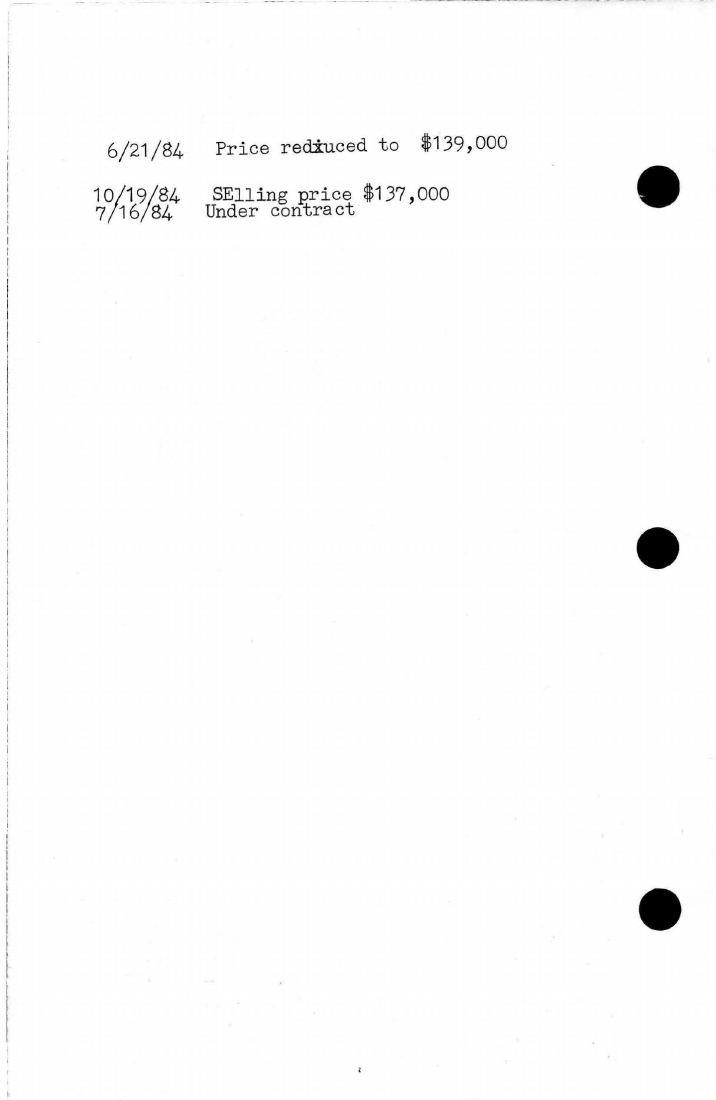 6/21/84 Price rediuced to $139,000
10/19/84 SElling price $137,000
7/16/84 Under contract